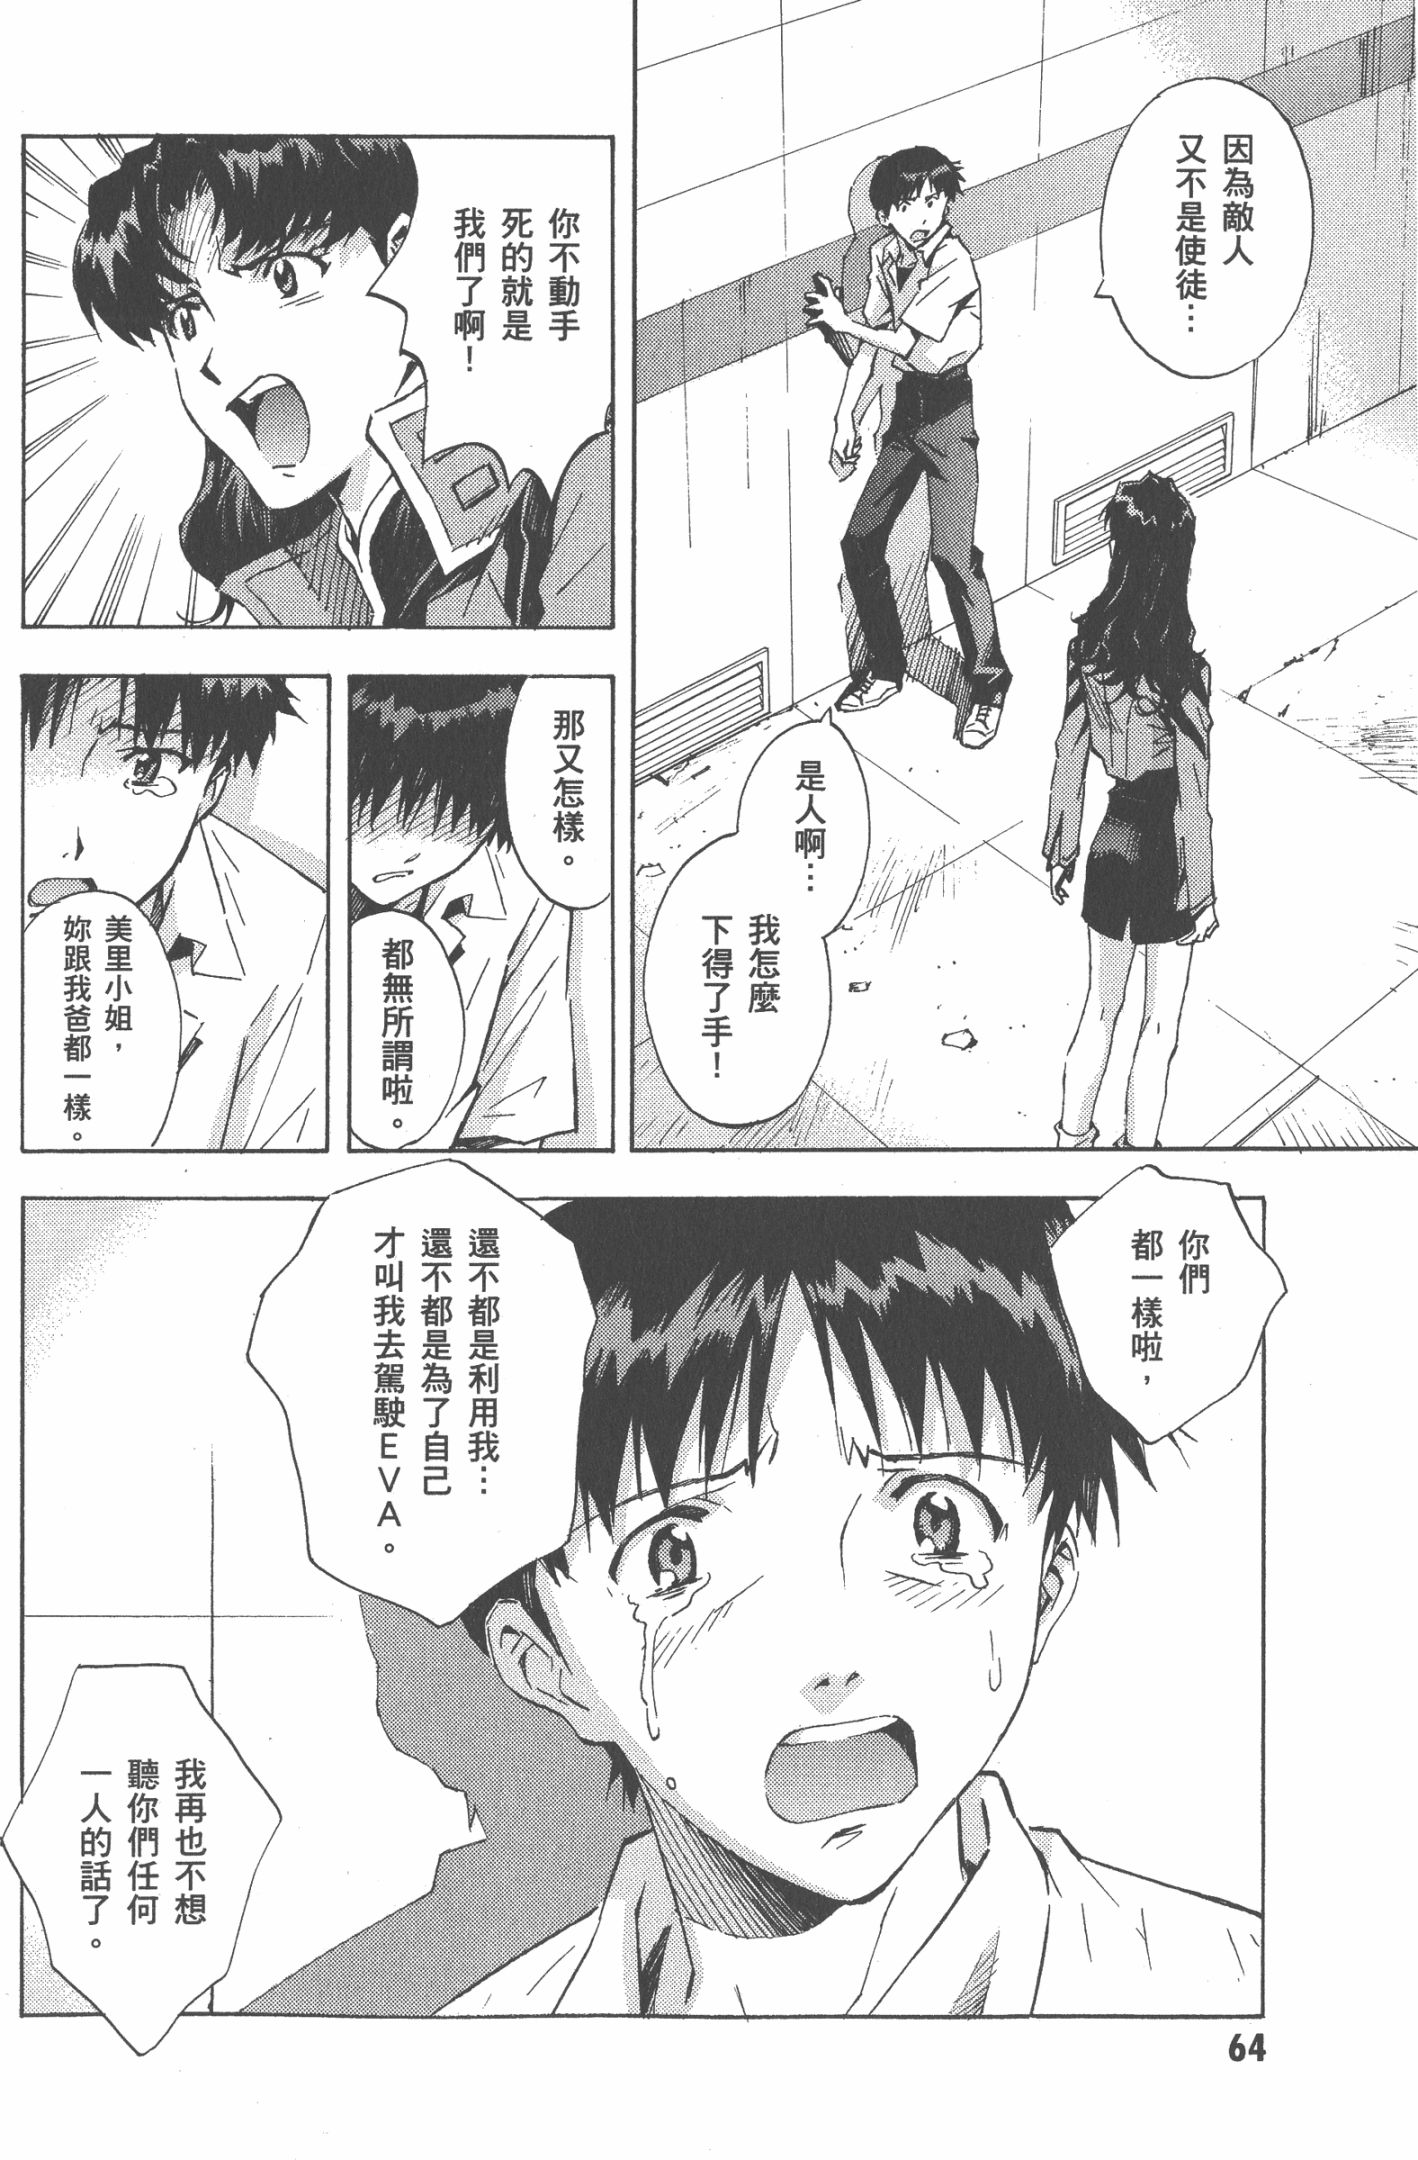 因為敵人
又不是使徒…
是人啊…
我怎麼
下得了手！
你不動手
死的就是
我們了啊！
那又怎樣。
都無所謂啦。
美里小姐，
妳跟我爸都一樣。
你們
都一樣啦，
還不都是利用我…
還不都是為了自己
才叫我去駕駛EVA。
我再也不想
聽你們任何
一人的話了。
64